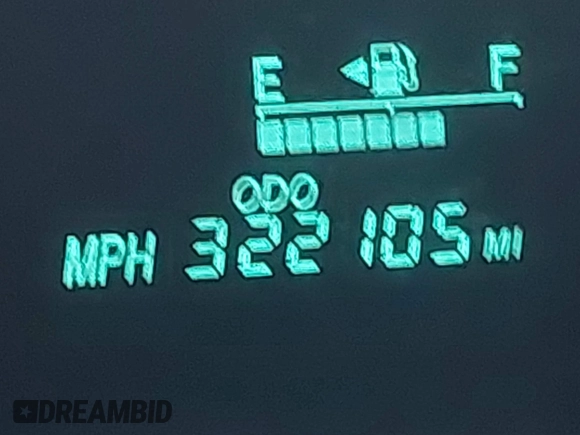 E F
ODO
MPH 322105 MI
DREAMBID